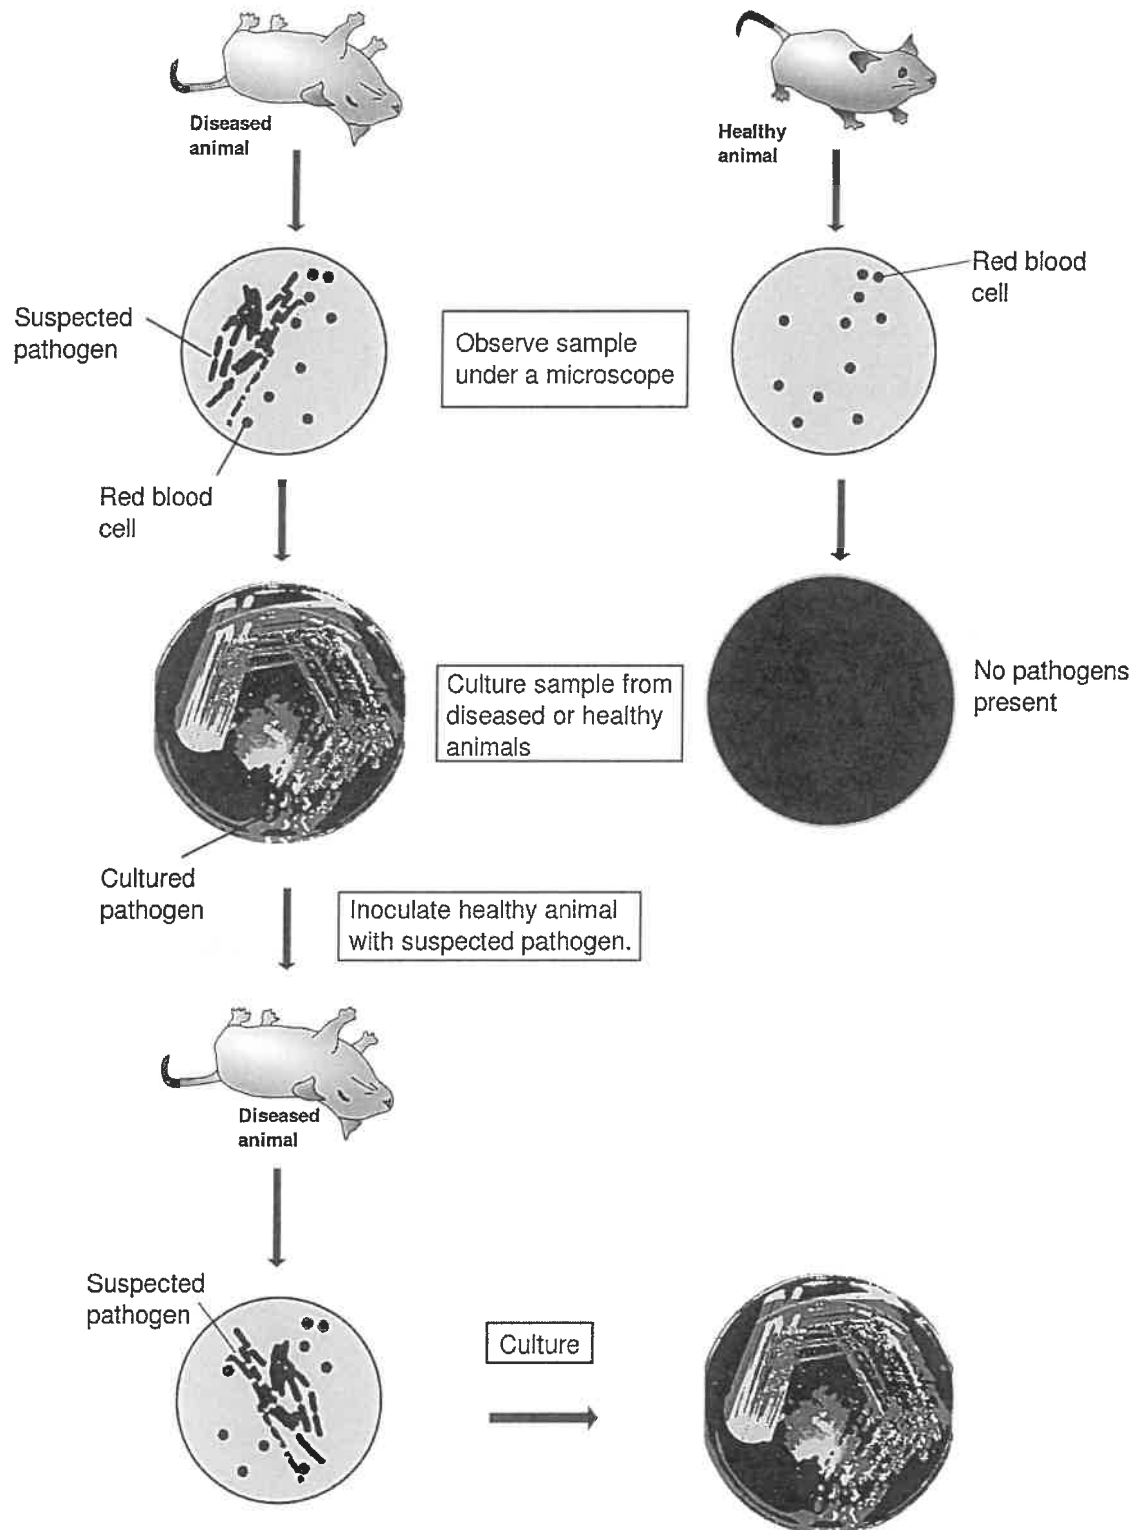 Diseased
animal
Healthy
animal
Red blood
cell
Suspected
pathogen
Observe sample
under a microscope
Red blood
cell
Culture sample from
diseased or healthy
animals
No pathogens
present
Cultured
pathogen
Inoculate healthy animal
with suspected pathogen.
Diseased
animal
Suspected
pathogen
Culture